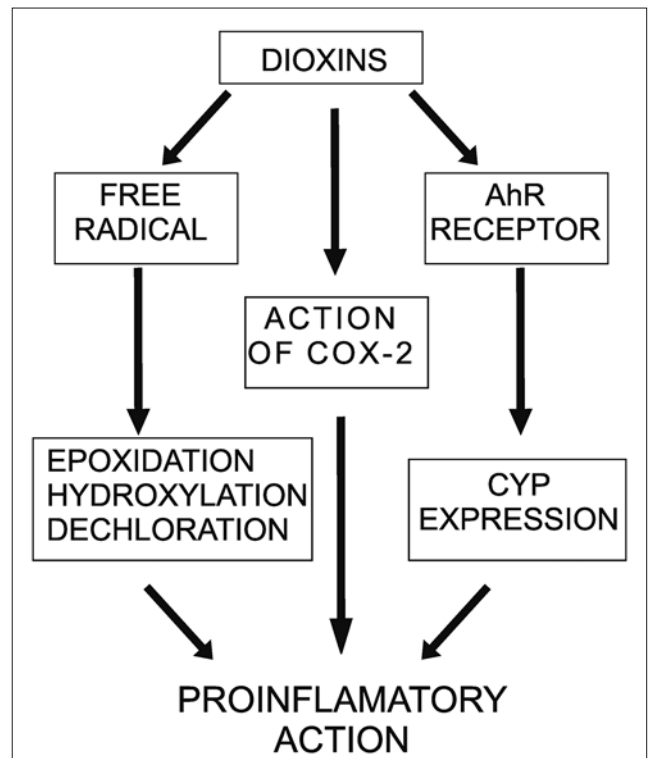 DIOXINS
FREE
RADICAL
AhR
RECEPTOR
ACTION
OF COX-2
EPOXIDATION
HYDROXYLATION
DECHLORATION
CYP
EXPRESSION
PROINFLAMATORY
ACTION